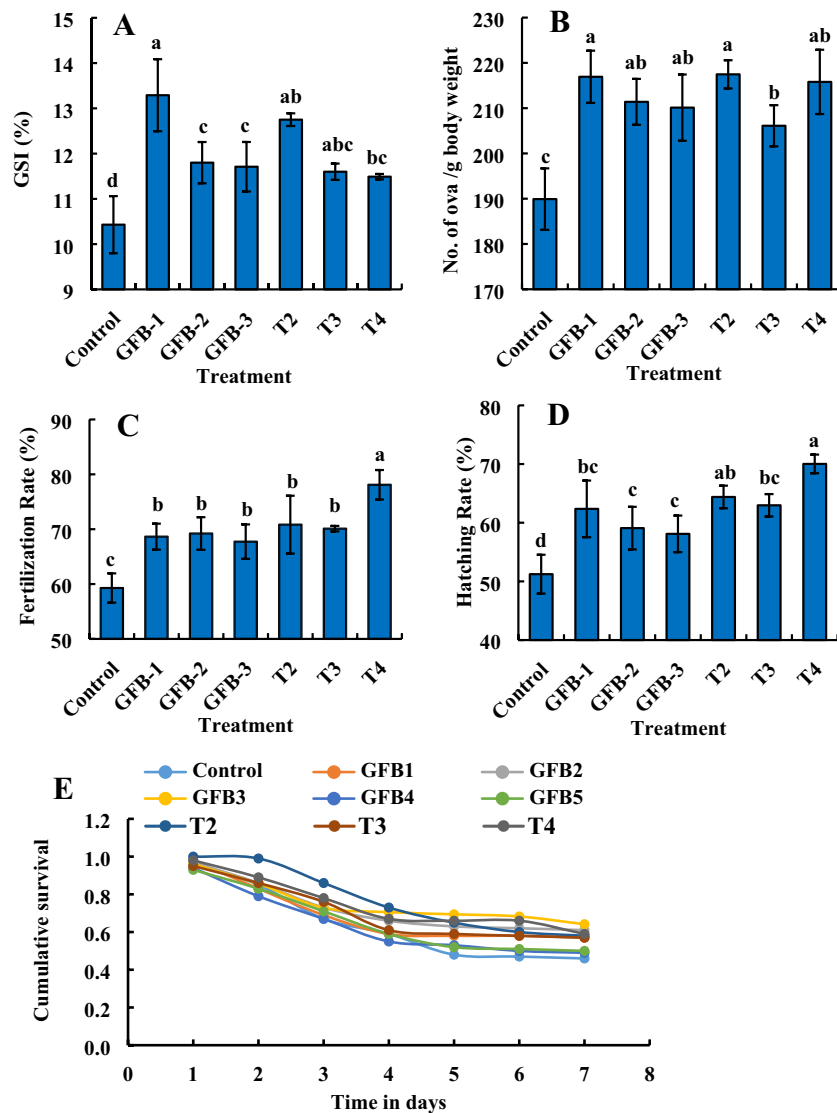 A
15
14
13
12
11
10
9
GSI (%)
d
a
c
c
ab
abc
bc
Control
GFB-1
GFB-2
GFB-3
T2
T3
T4
Treatment
B
230
220
210
200
190
180
170
No. of ova /g body weight
c
a
ab
ab
a
b
ab
Control
GFB-1
GFB-2
GFB-3
T2
T3
T4
Treatment
C
90
80
70
60
50
Fertilization Rate (%)
c
b
b
b
b
b
a
Control
GFB-1
GFB-2
GFB-3
T2
T3
T4
Treatment
D
80
70
60
50
40
Hatching Rate (%)
d
bc
c
c
ab
bc
a
Control
GFB-1
GFB-2
GFB-3
T2
T3
T4
Treatment
E
Control GFB1 GFB2
GFB3 GFB4 GFB5
T2 T3 T4
1.2
1.0
0.8
0.6
0.4
0.2
0.0
Cumulative survival
0 1 2 3 4 5 6 7 8
Time in days